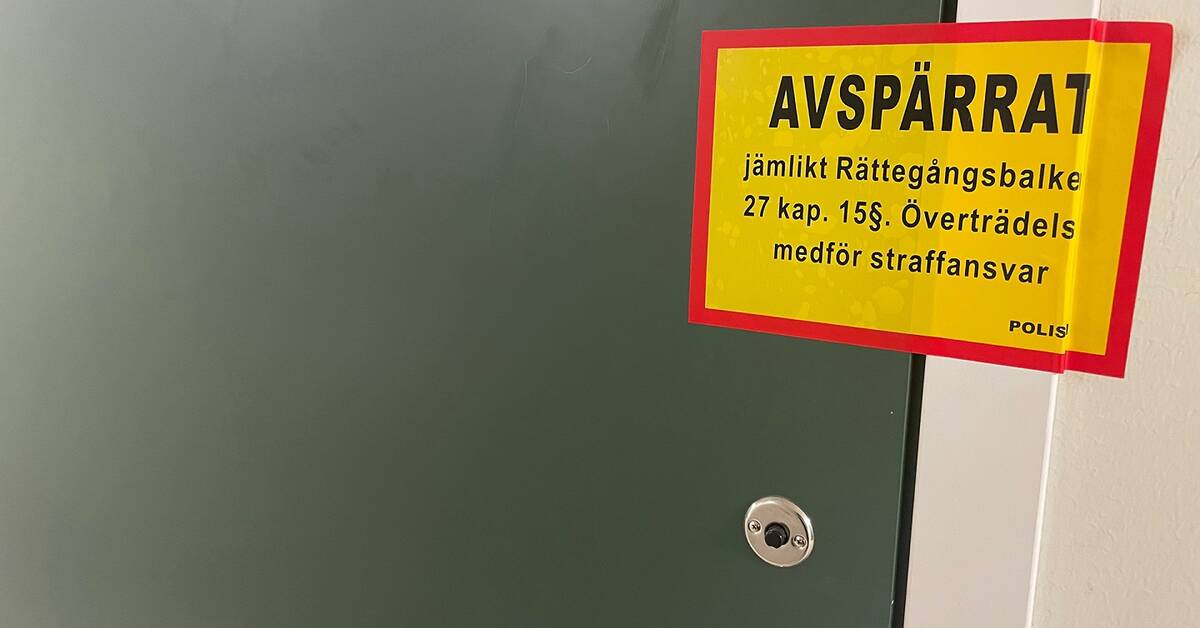 AVSPÄRRAT
jämlikt Rättegångsbalke
27 kap. 15§. Överträdels
medför straffansvar
POLIS